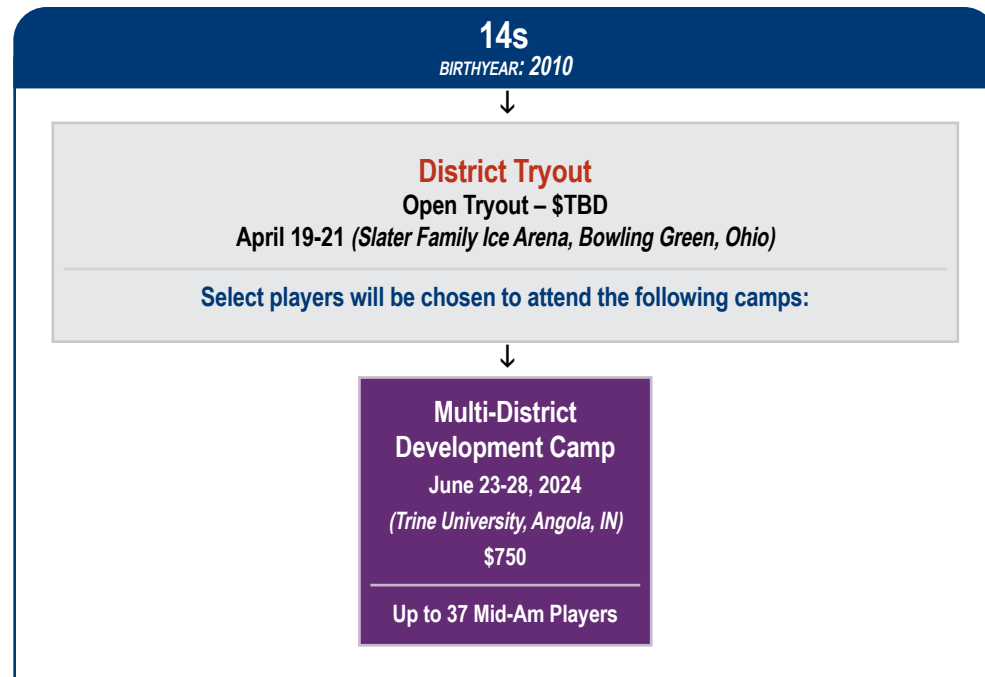 14s
BIRTHYEAR: 2010
↓
District Tryout
Open Tryout – $TBD
April 19-21 (Slater Family Ice Arena, Bowling Green, Ohio)
Select players will be chosen to attend the following camps:
↓
Multi-District
Development Camp
June 23-28, 2024
(Trine University, Angola, IN)
$750
Up to 37 Mid-Am Players